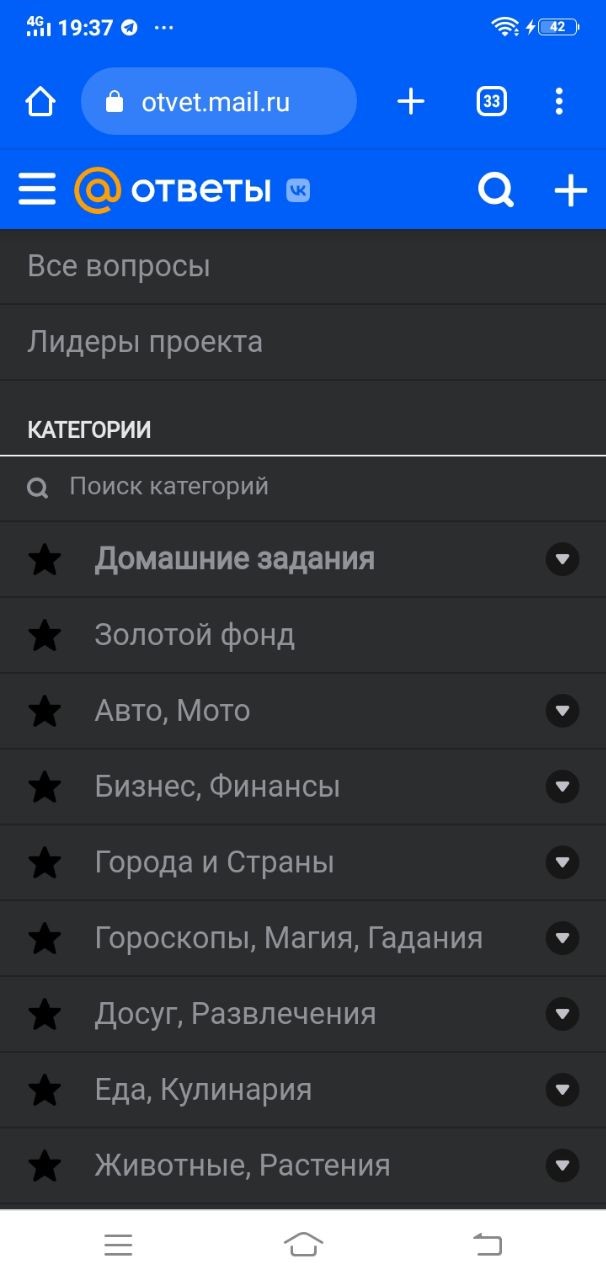 4G 19:37 ... 42
otvet.mail.ru 33
@ ответы VK
Все вопросы
Лидеры проекта
КАТЕГОРИИ
Поиск категорий
Домашние задания
Золотой фонд
Авто, Мото
Бизнес, Финансы
Города и Страны
Гороскопы, Магия, Гадания
Досуг, Развлечения
Еда, Кулинария
Животные, Растения